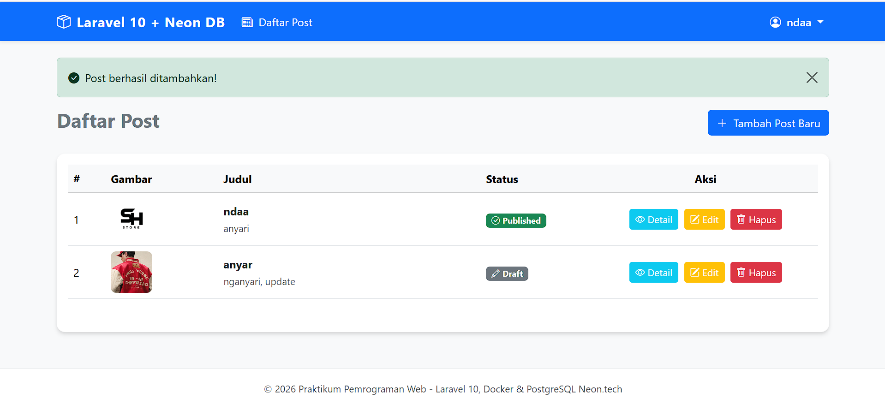 Laravel 10 + Neon DB Daftar Post ndaa
Post berhasil ditambahkan!
Daftar Post
Tambah Post Baru
# Gambar Judul Status Aksi
1 SH STORE ndaa Published Detail Edit Hapus
anyari
2 anyar Draft Detail Edit Hapus
nganyari, update
© 2026 Praktikum Pemrograman Web - Laravel 10, Docker & PostgreSQL Neon.tech